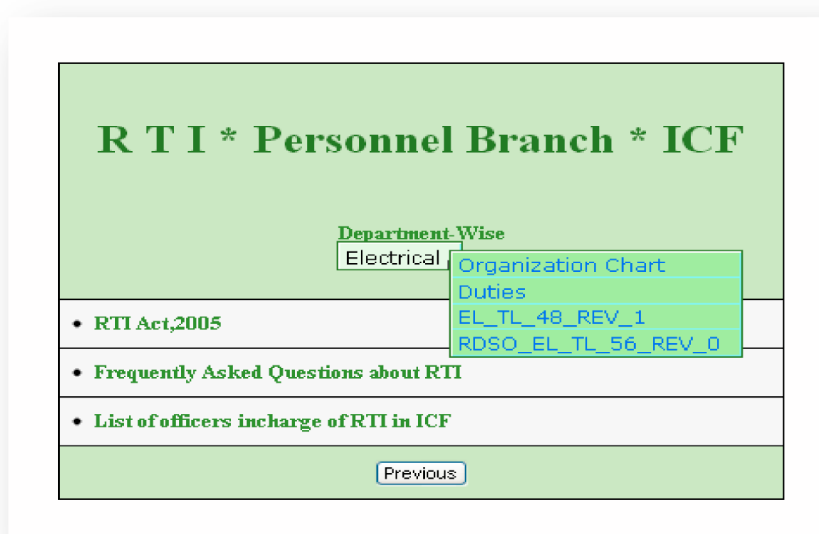 R T I * Personnel Branch * ICF
Department-Wise
Electrical
Organization Chart
Duties
EL_TL_48_REV_1
RDSO_EL_TL_56_REV_0
• RTI Act,2005
• Frequently Asked Questions about RTI
• List of officers incharge of RTI in ICF
Previous